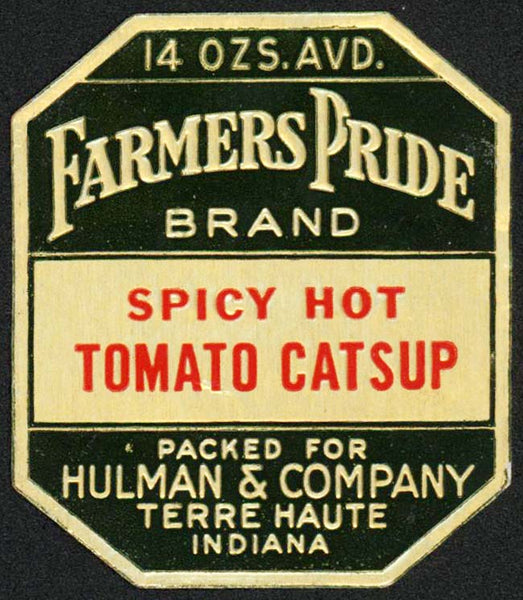 14 OZS. AVD.
FARMERS PRIDE
BRAND
SPICY HOT
TOMATO CATSUP
PACKED FOR
HULMAN & COMPANY
TERRE HAUTE
INDIANA